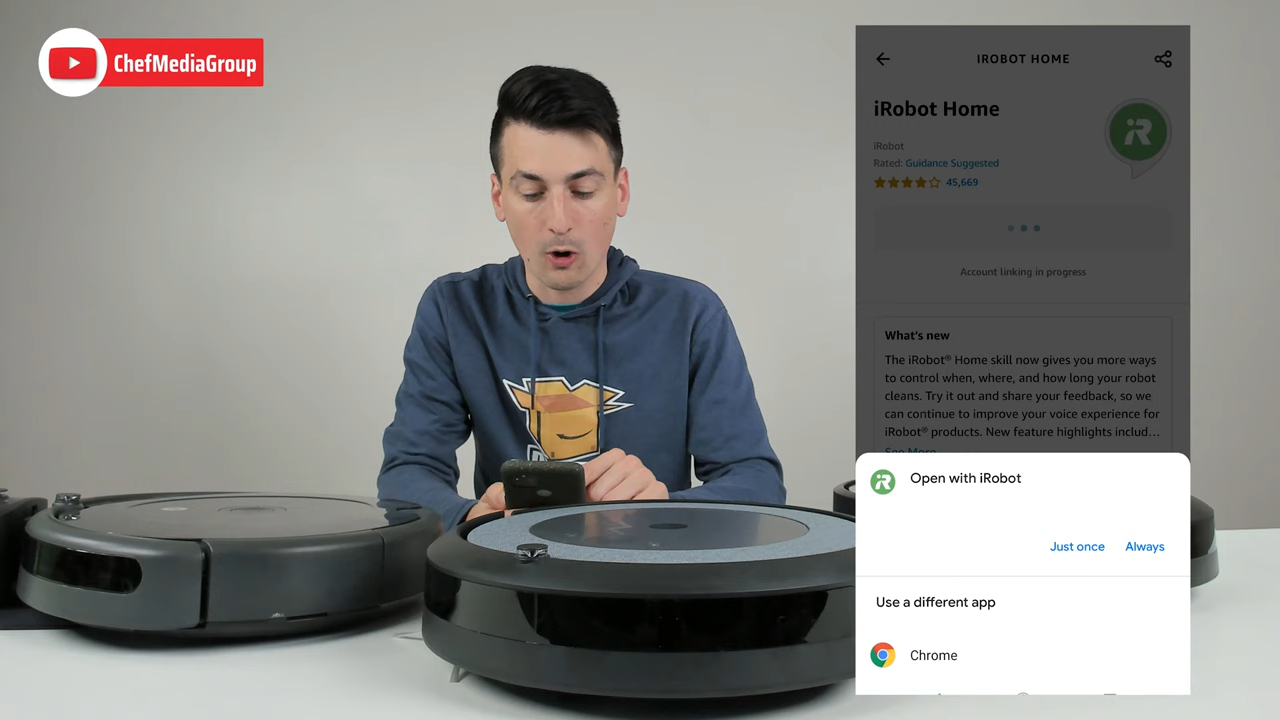 ChefMediaGroup
IROBOT HOME
iRobot Home
iRobot
Rated: Guidance Suggested
45,669
Account linking in progress
What's new
The iRobot® Home skill now gives you more ways
to control when, where, and how long your robot
cleans. Try it out and share your feedback, so we
can continue to improve your voice experience for
iRobot® products. New feature highlights includ...
See More
Open with iRobot
Just once
Always
Use a different app
Chrome